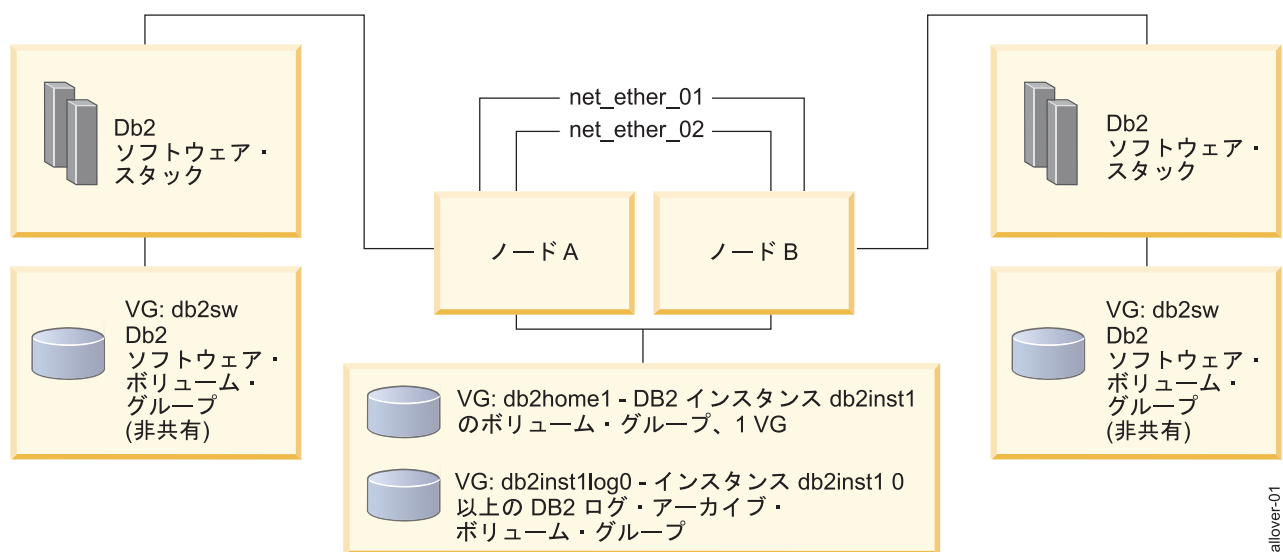 Db2
ソフトウェア・
スタック
net_ether_01
net_ether_02
Db2
ソフトウェア・
スタック
ノード A
ノード B
VG: db2sw
Db2
ソフトウェア・
ボリューム・
グループ
(非共有)
VG: db2home1 - DB2 インスタンス db2inst1
のボリューム・グループ、1 VG
VG: db2inst1log0 - インスタンス db2inst1 0
以上の DB2 ログ・アーカイブ・
ボリューム・グループ
VG: db2sw
Db2
ソフトウェア・
ボリューム・
グループ
(非共有)
allover-01